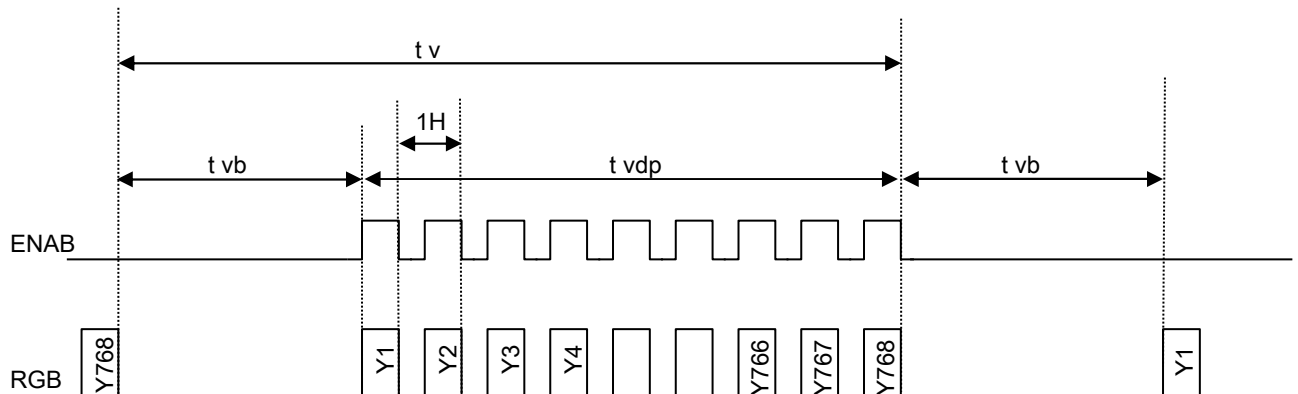 t v
1H
t vb
t vdp
t vb
ENAB
RGB
Y768
Y1
Y2
Y3
Y4
Y766
Y767
Y768
Y1